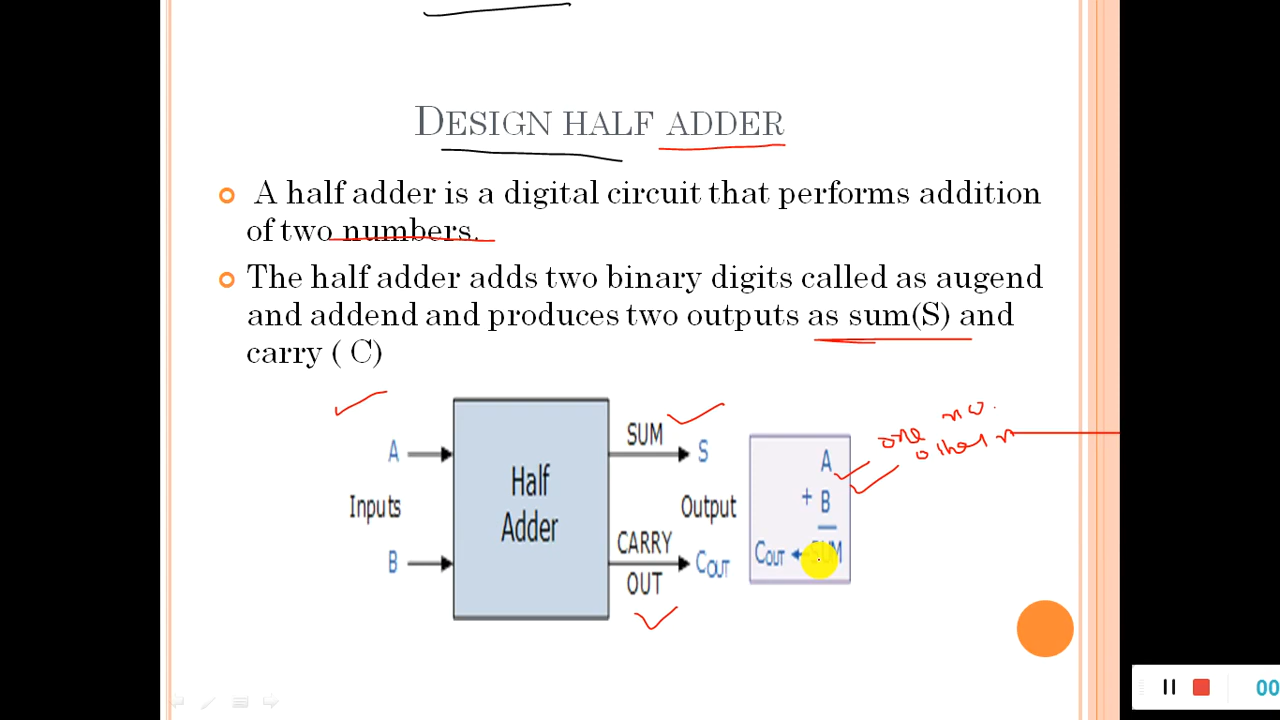 DESIGN HALF ADDER
A half adder is a digital circuit that performs addition
of two numbers.
The half adder adds two binary digits called as augend
and addend and produces two outputs as sum(S) and
carry ( C)
A
Inputs
B
Half
Adder
SUM
S
Output
CARRY
OUT
COUT
A
+ B
COUT SUM
one no.
other n
00